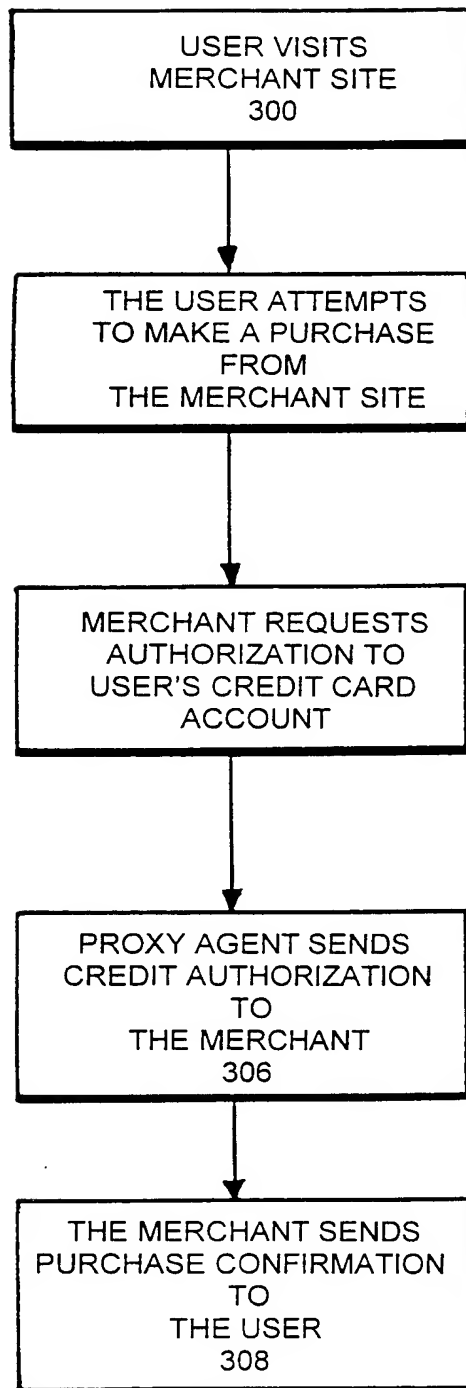 USER VISITS
MERCHANT SITE
300
THE USER ATTEMPTS
TO MAKE A PURCHASE
FROM
THE MERCHANT SITE
MERCHANT REQUESTS
AUTHORIZATION TO
USER'S CREDIT CARD
ACCOUNT
PROXY AGENT SENDS
CREDIT AUTHORIZATION
TO
THE MERCHANT
306
THE MERCHANT SENDS
PURCHASE CONFIRMATION
TO
THE USER
308